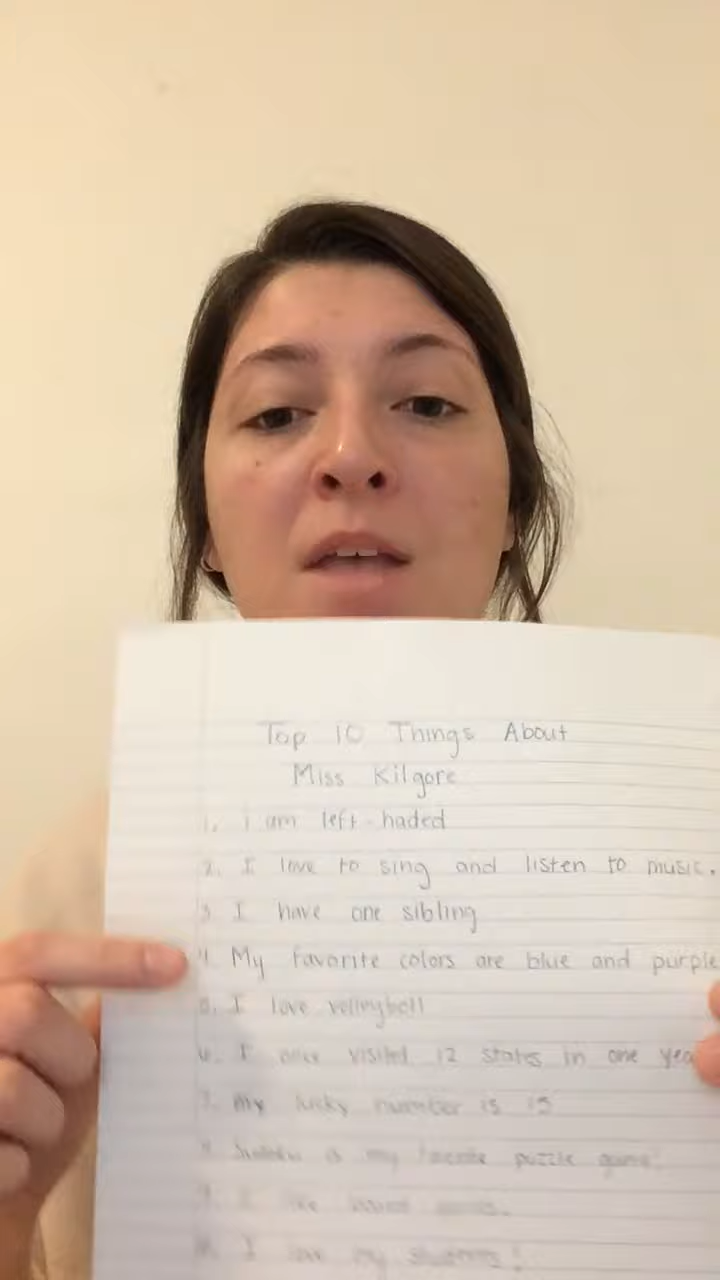 Top 10 Things About
Miss Kilgore
1. i am left-haded
2. I love to sing and listen to music.
3. I have one sibling
4. My favorite colors are blue and purple
5. I love volleyball
6. I once visited 12 states in one yea
7. My lucky number is 15
8. Sudoku is my favorite puzzle game!
9. I like
10. I love my students!